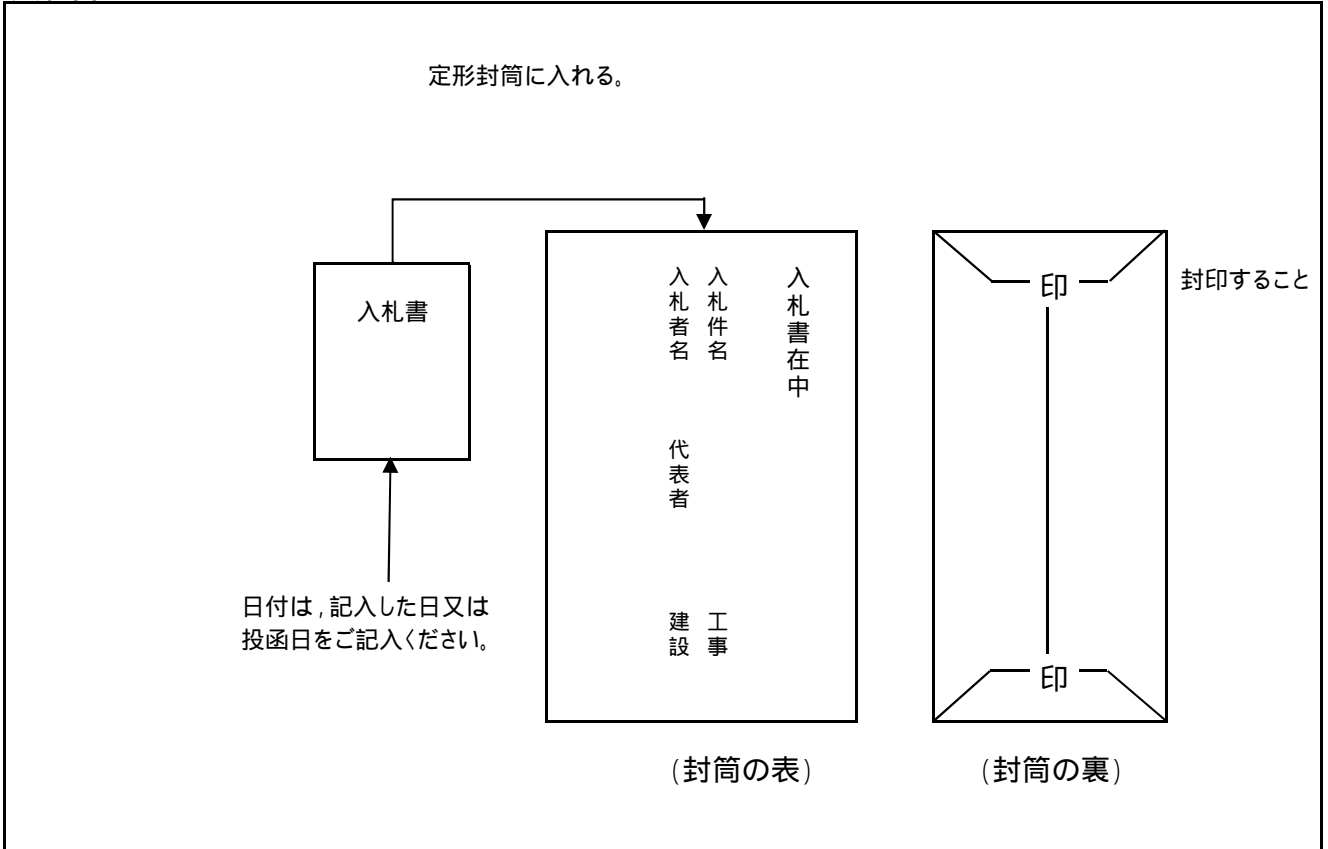 定形封筒に入れる。
入札書
日付は,記入した日又は
投函日をご記入ください。
入札書在中
入札件名 工事
入札者名 代表者 建設
(封筒の表)
印
印
封印すること
(封筒の裏)